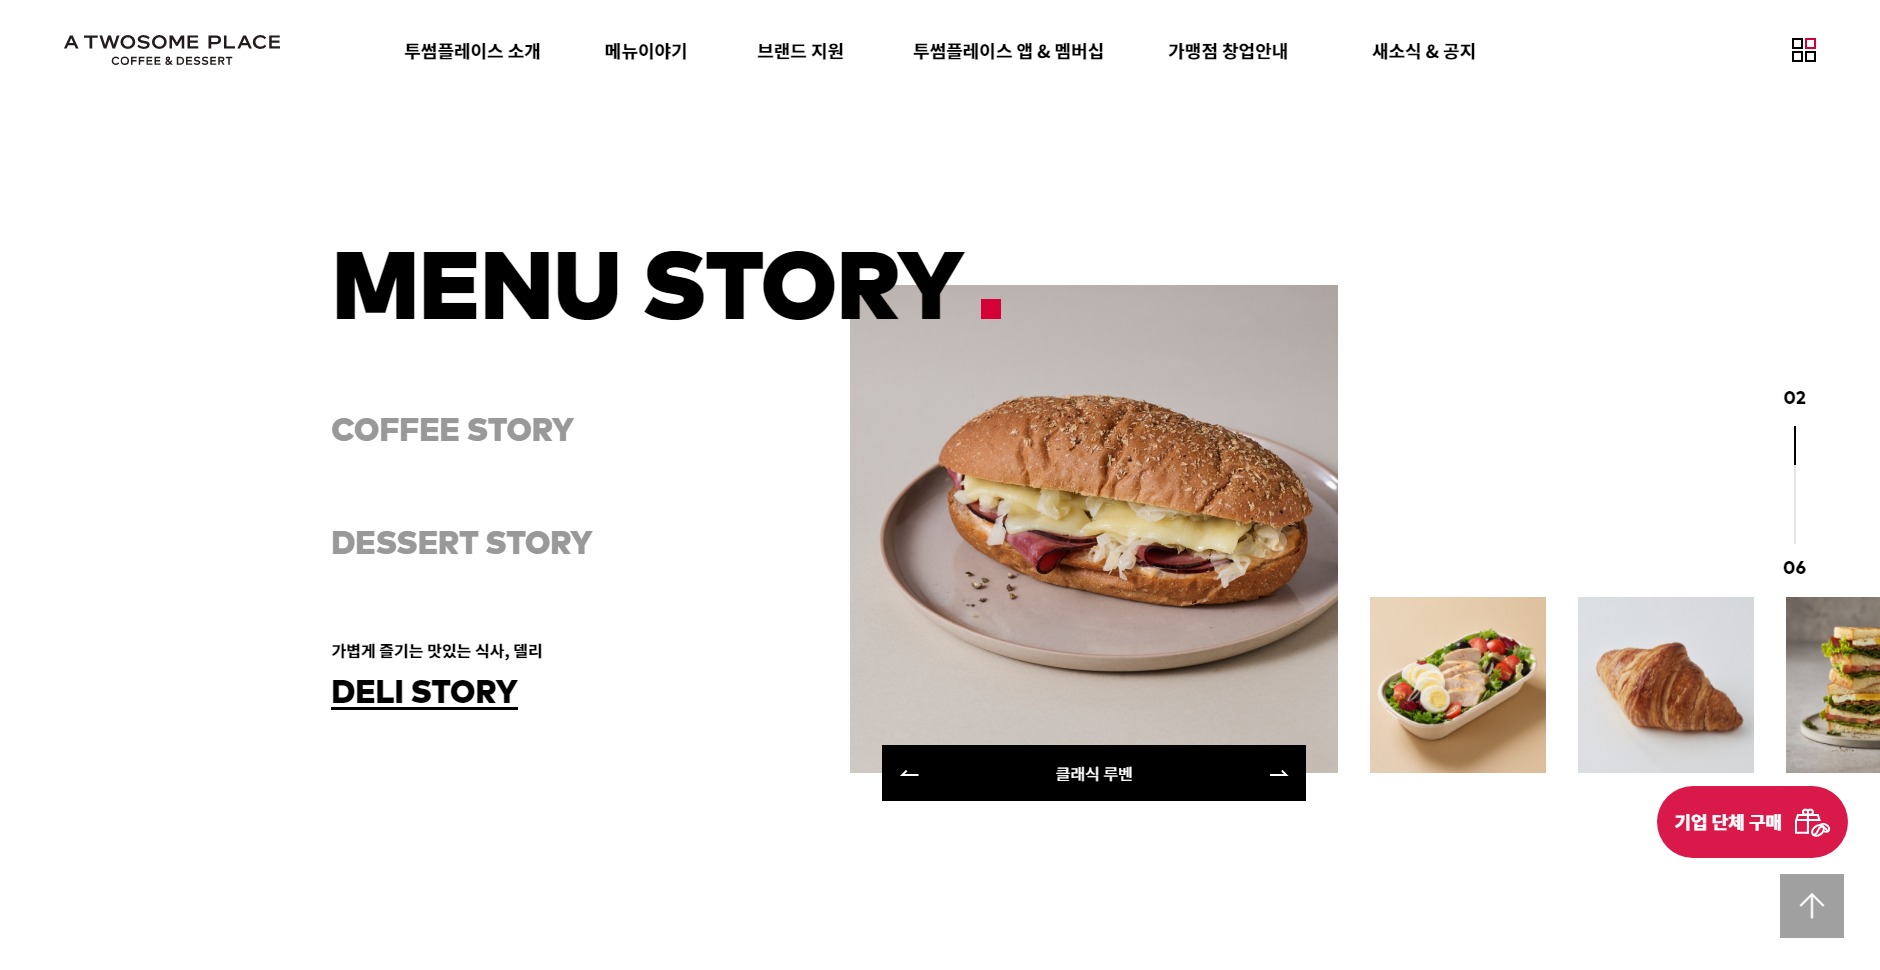 A TWOSOME PLACE
COFFEE & DESSERT
투썸플레이스 소개
메뉴이야기
브랜드 지원
투썸플레이스 앱 & 멤버십
가맹점 창업안내
새소식 & 공지
MENU STORY.
COFFEE STORY
DESSERT STORY
가볍게 즐기는 맛있는 식사, 델리
DELI STORY
클래식 루벤
02
06
기업 단체 구매